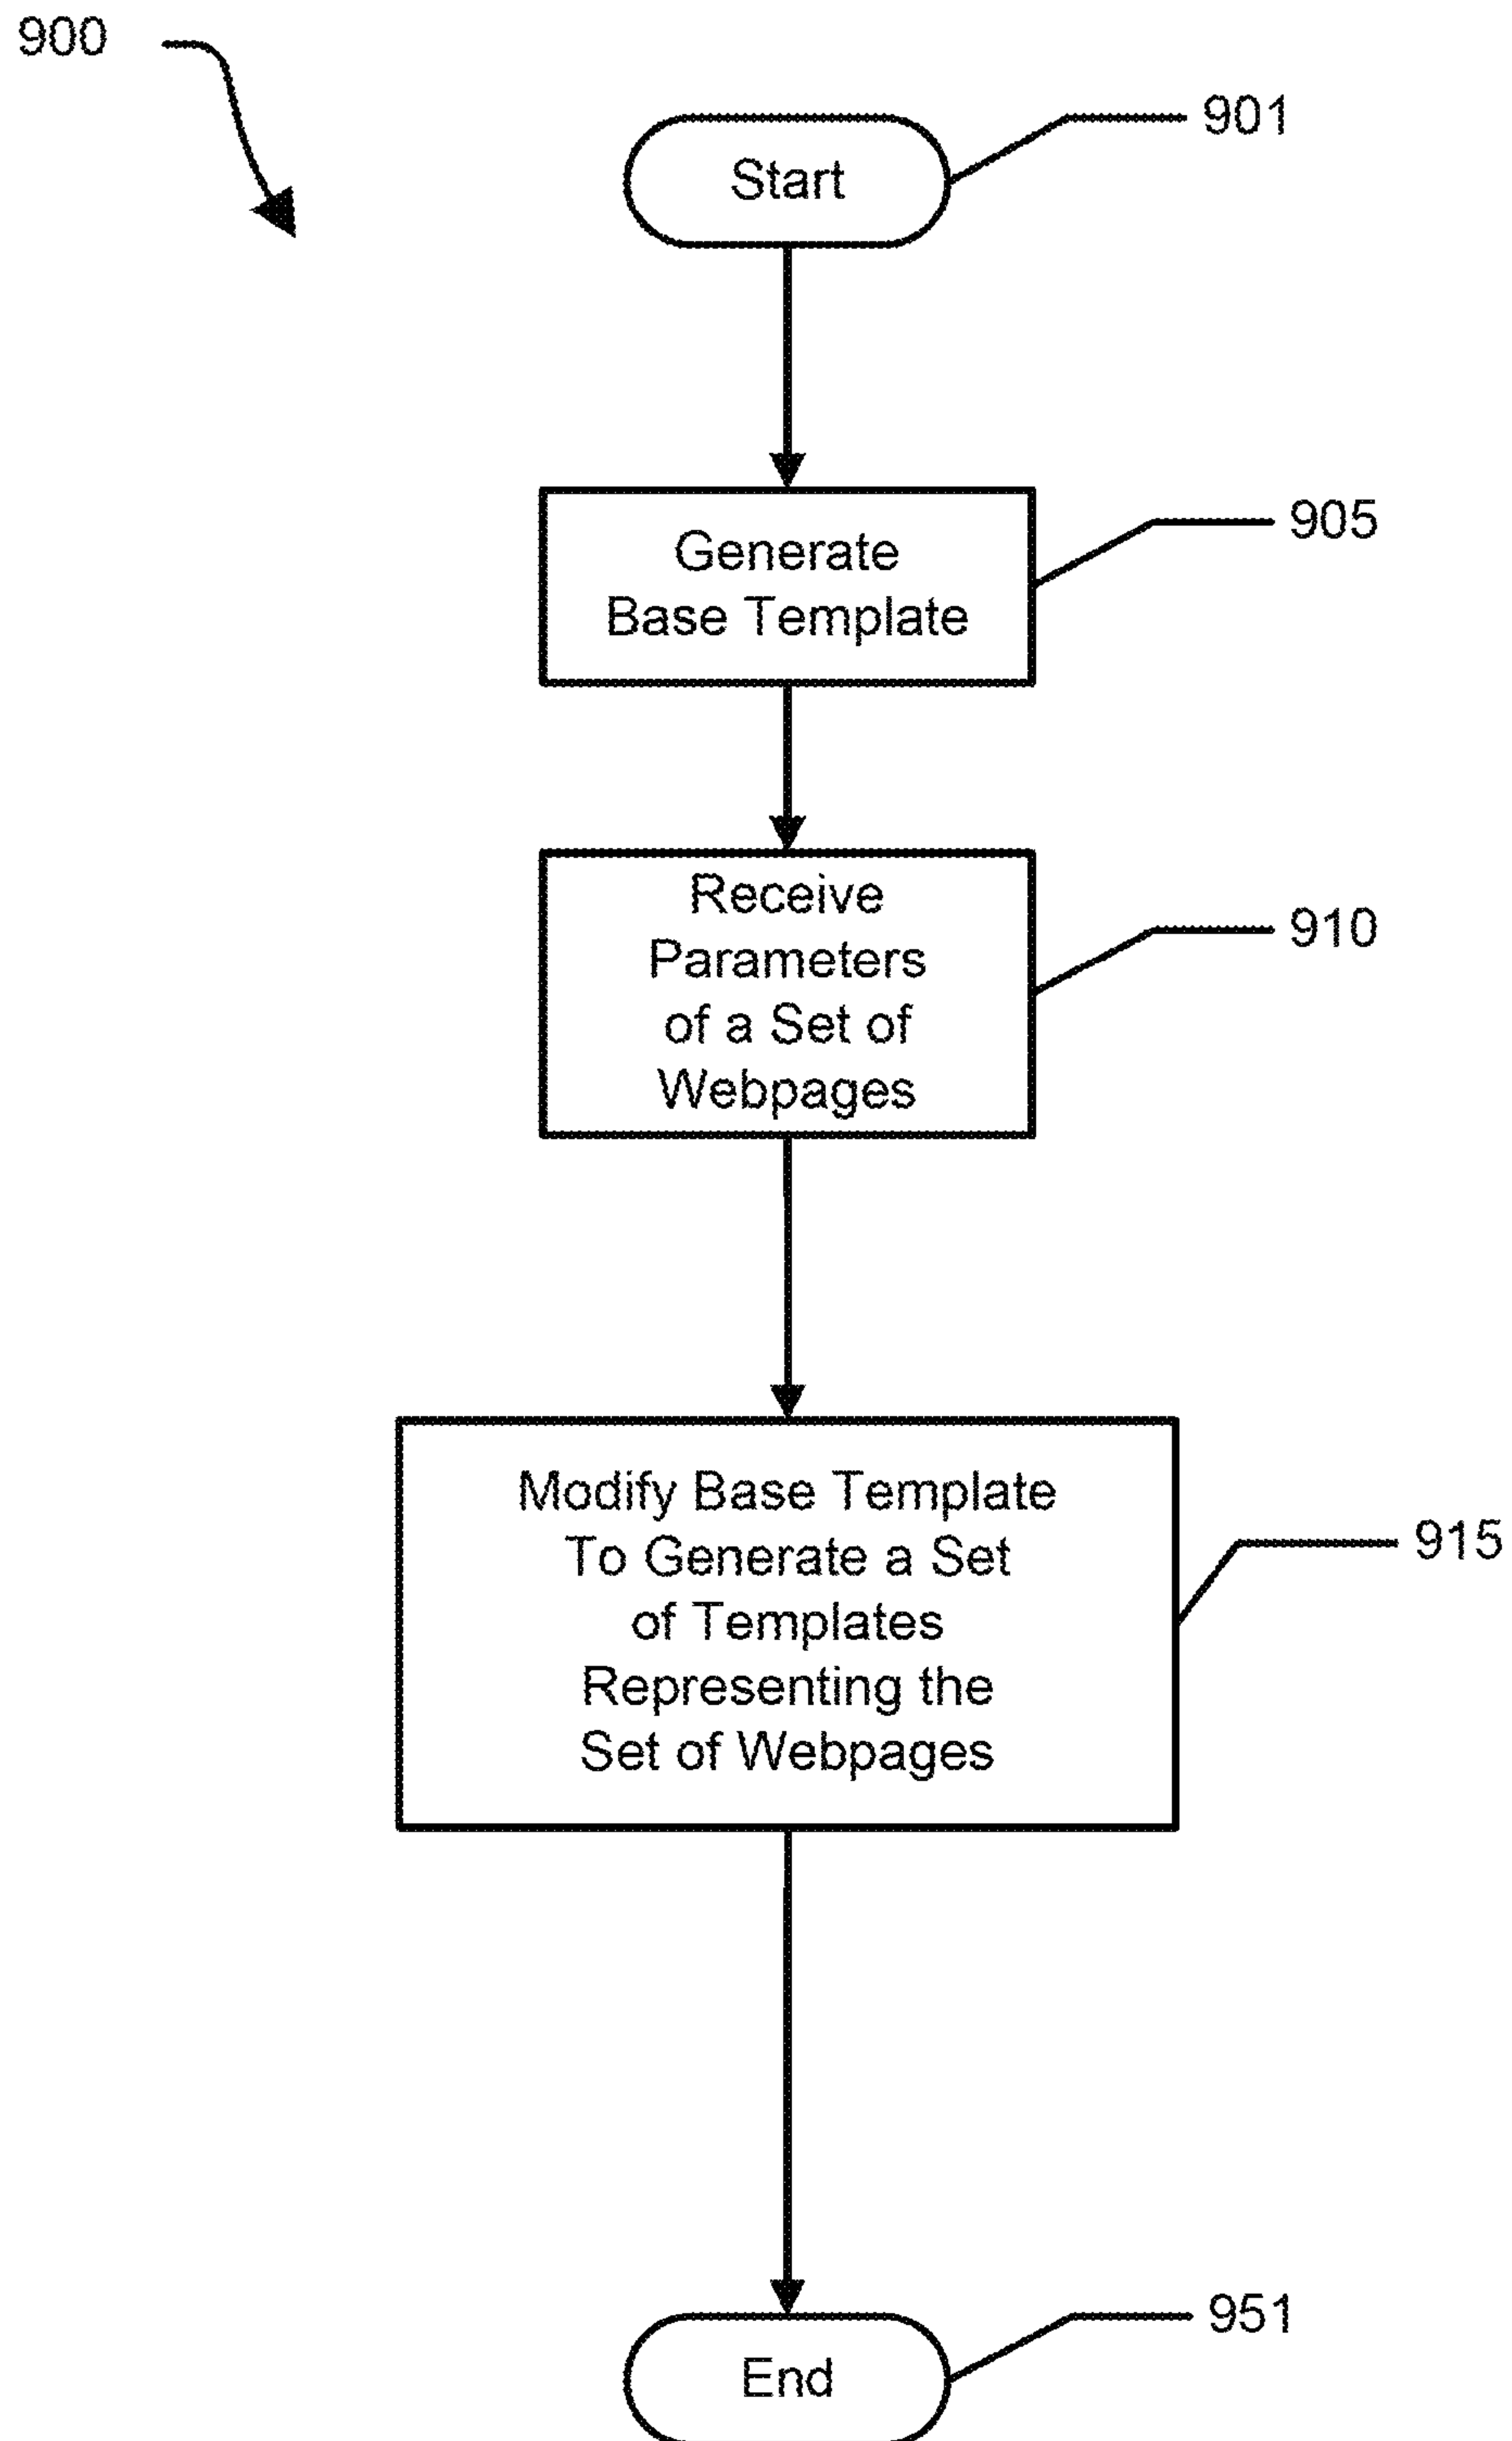 900
901
Start
905
Generate
Base Template
910
Receive
Parameters
of a Set of
Webpages
915
Modify Base Template
To Generate a Set
of Templates
Representing the
Set of Webpages
951
End